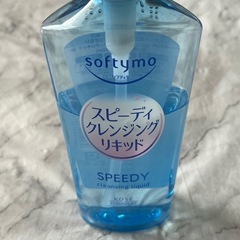 softymo
スピーディ
クレンジング
リキッド
SPEEDY
cleansing liquid
KOSÉ